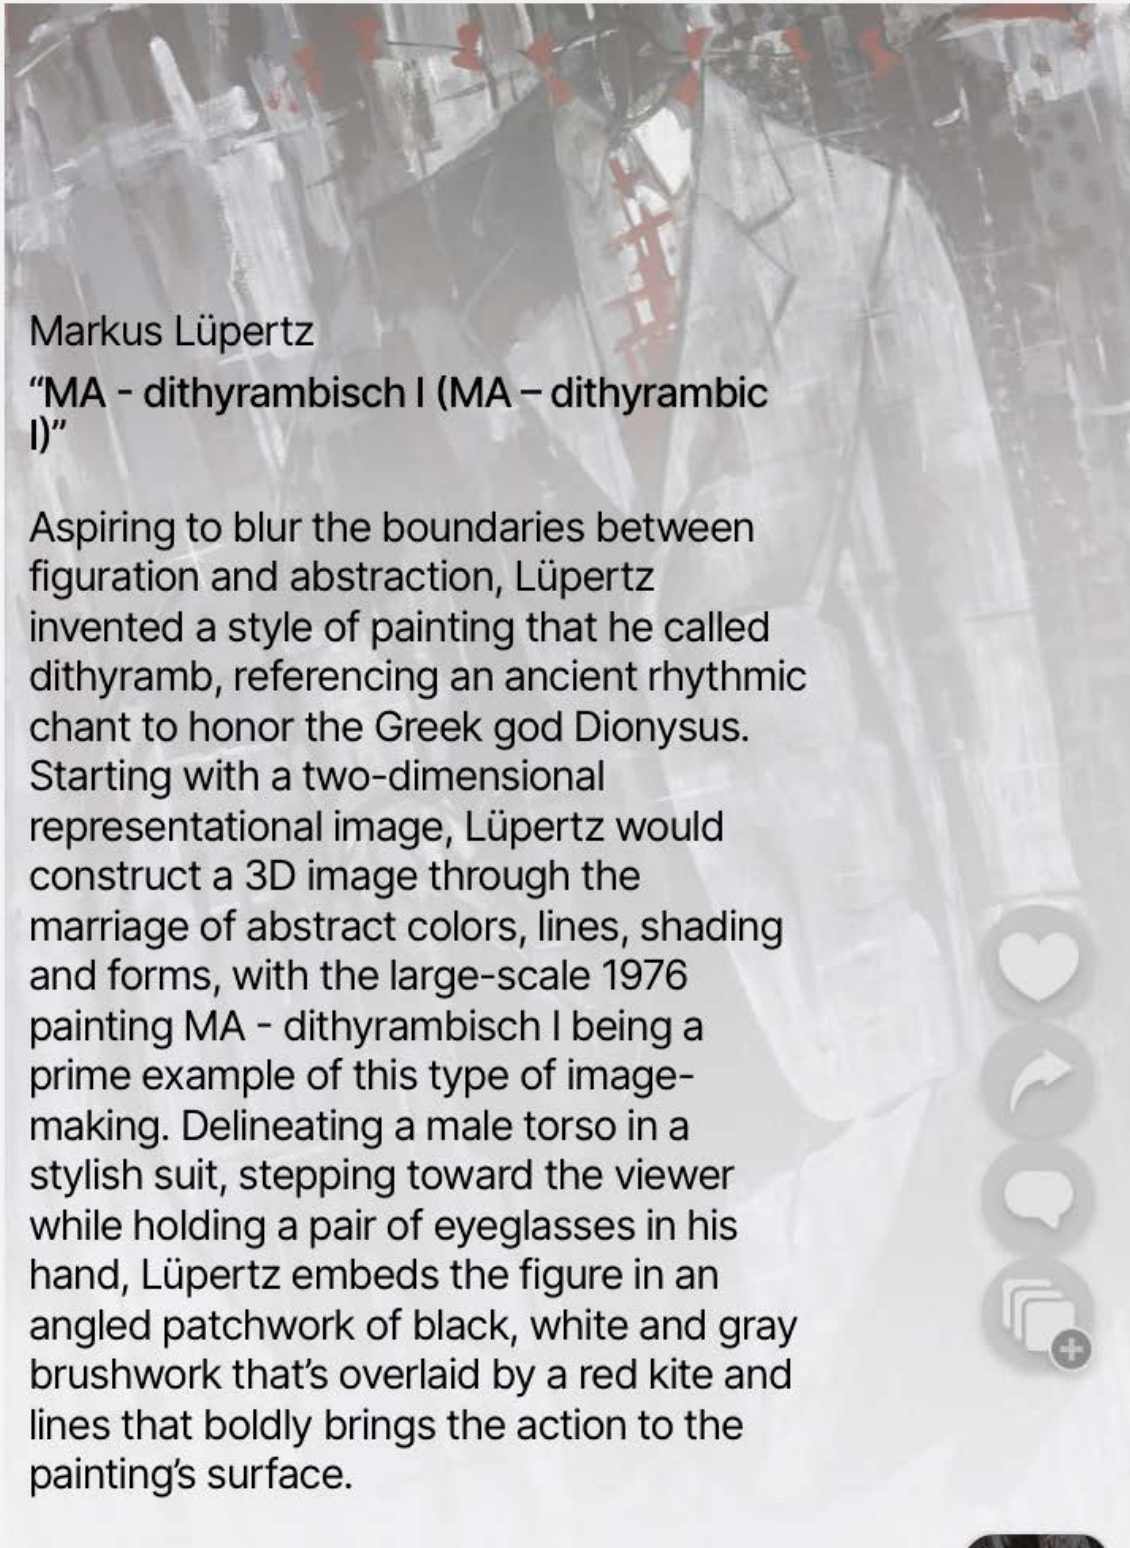 Markus Lüpertz
“MA - dithyrambisch I (MA – dithyrambic
I)”
Aspiring to blur the boundaries between
figuration and abstraction, Lüpertz
invented a style of painting that he called
dithyramb, referencing an ancient rhythmic
chant to honor the Greek god Dionysus.
Starting with a two-dimensional
representational image, Lüpertz would
construct a 3D image through the
marriage of abstract colors, lines, shading
and forms, with the large-scale 1976
painting MA - dithyrambisch I being a
prime example of this type of image-
making. Delineating a male torso in a
stylish suit, stepping toward the viewer
while holding a pair of eyeglasses in his
hand, Lüpertz embeds the figure in an
angled patchwork of black, white and gray
brushwork that’s overlaid by a red kite and
lines that boldly brings the action to the
painting’s surface.